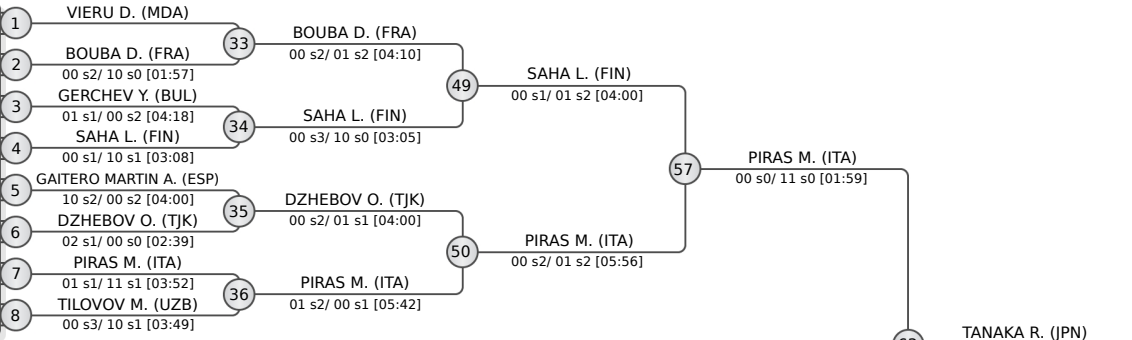 1
VIERU D. (MDA)
2
BOUBA D. (FRA)
00 s2/ 10 s0 [01:57]
3
GERCHEV Y. (BUL)
01 s1/ 00 s2 [04:18]
4
SAHA L. (FIN)
00 s1/ 10 s1 [03:08]
5
GAITERO MARTIN A. (ESP)
10 s2/ 00 s2 [04:00]
6
DZHEBOV O. (TJK)
02 s1/ 00 s0 [02:39]
7
PIRAS M. (ITA)
01 s1/ 11 s1 [03:52]
8
TILOVOV M. (UZB)
00 s3/ 10 s1 [03:49]
33
BOUBA D. (FRA)
00 s2/ 01 s2 [04:10]
34
SAHA L. (FIN)
00 s3/ 10 s0 [03:05]
35
DZHEBOV O. (TJK)
00 s2/ 01 s1 [04:00]
36
PIRAS M. (ITA)
01 s2/ 00 s1 [05:42]
49
SAHA L. (FIN)
00 s1/ 01 s2 [04:00]
50
PIRAS M. (ITA)
00 s2/ 01 s2 [05:56]
57
PIRAS M. (ITA)
00 s0/ 11 s0 [01:59]
TANAKA R. (JPN)